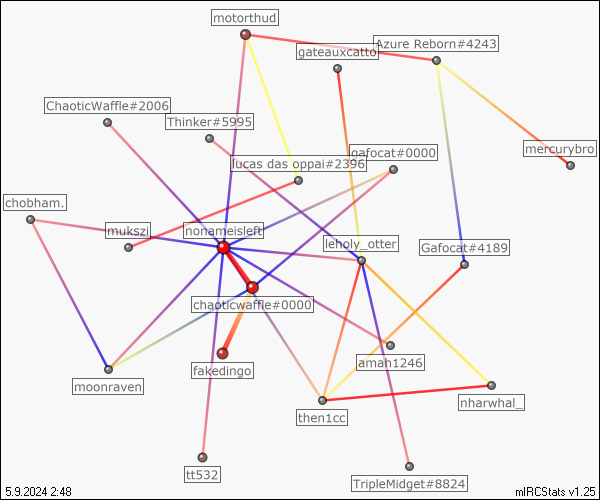 motorthud
Azure Reborn#4243
gateauxcatto
ChaoticWaffle#2006
Thinker#5995
gafocat#0000
mercurybro
lucas das oppai#2396
chobham.
mukszi
nonameisleft
leholy_otter
Gafocat#4189
chaoticwaffle#0000
fakedingo
amah1246
moonraven
nharwhal_
then1cc
tt532
TripleMidget#8824
5.9.2024 2:48
mIRCStats v1.25